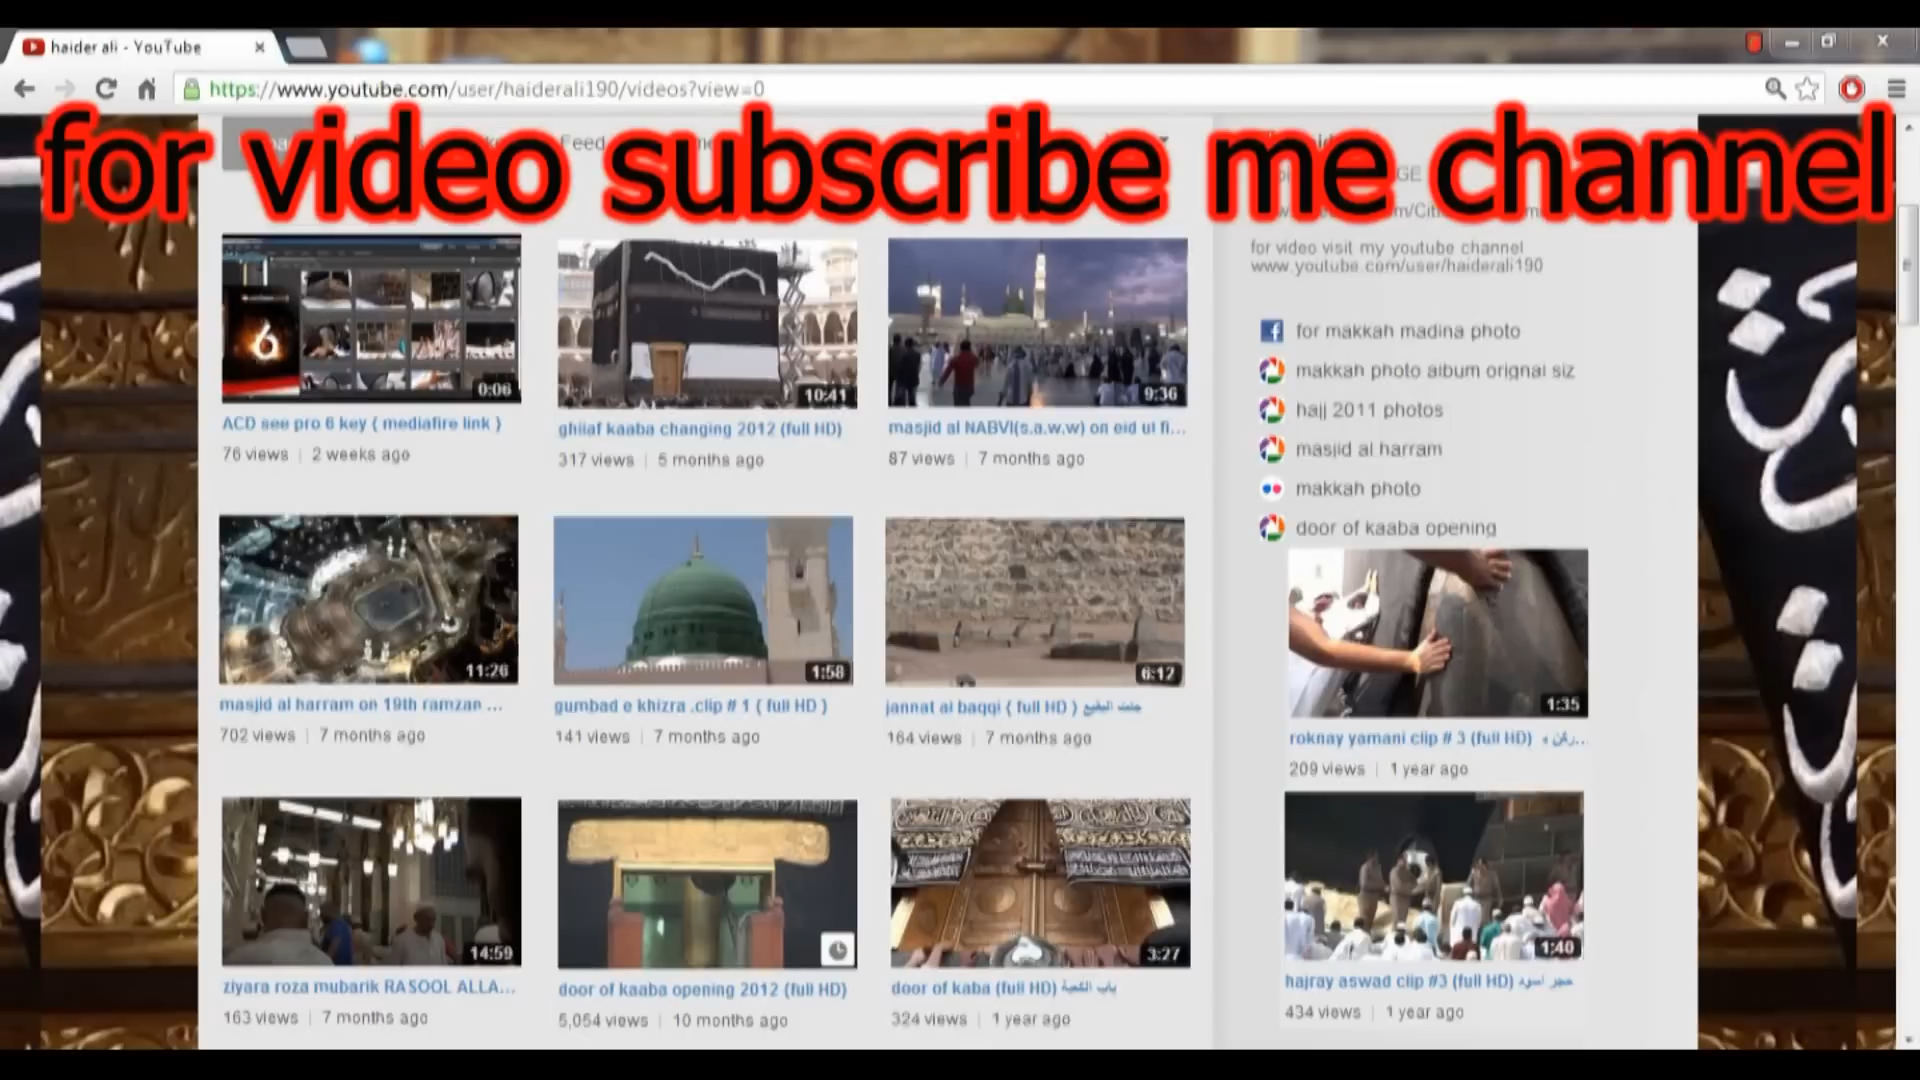 haider ali - YouTube
https://www.youtube.com/user/haiderali190/videos?view=0
for video subscribe me channel
Feed
for video visit my youtube channel
www.youtube.com/user/haiderali190
for makkah madina photo
makkah photo album orignal siz
hajj 2011 photos
masjid al harram
makkah photo
door of kaaba opening
6
0:06
10:41
9:36
ACD see pro 6 key ( mediafire link )
ghilaf kaaba changing 2012 (full HD)
masjid al NABVI(s.a.w.w) on eid ul fi...
76 views | 2 weeks ago
317 views | 5 months ago
87 views | 7 months ago
11:26
1:58
6:12
masjid al harram on 19th ramzan ...
gumbad e khizra .clip # 1 ( full HD )
jannat al baqqi ( full HD ) جنت البقيع
702 views | 7 months ago
141 views | 7 months ago
164 views | 7 months ago
1:35
roknay yamani clip # 3 (full HD)
209 views | 1 year ago
14:59
3:27
ziyara roza mubarik RASOOL ALLA...
door of kaaba opening 2012 (full HD)
door of kaba (full HD) باب الكعبة
163 views | 7 months ago
5,054 views | 10 months ago
324 views | 1 year ago
1:40
hajray aswad clip #3 (full HD) حجر اسود
434 views | 1 year ago